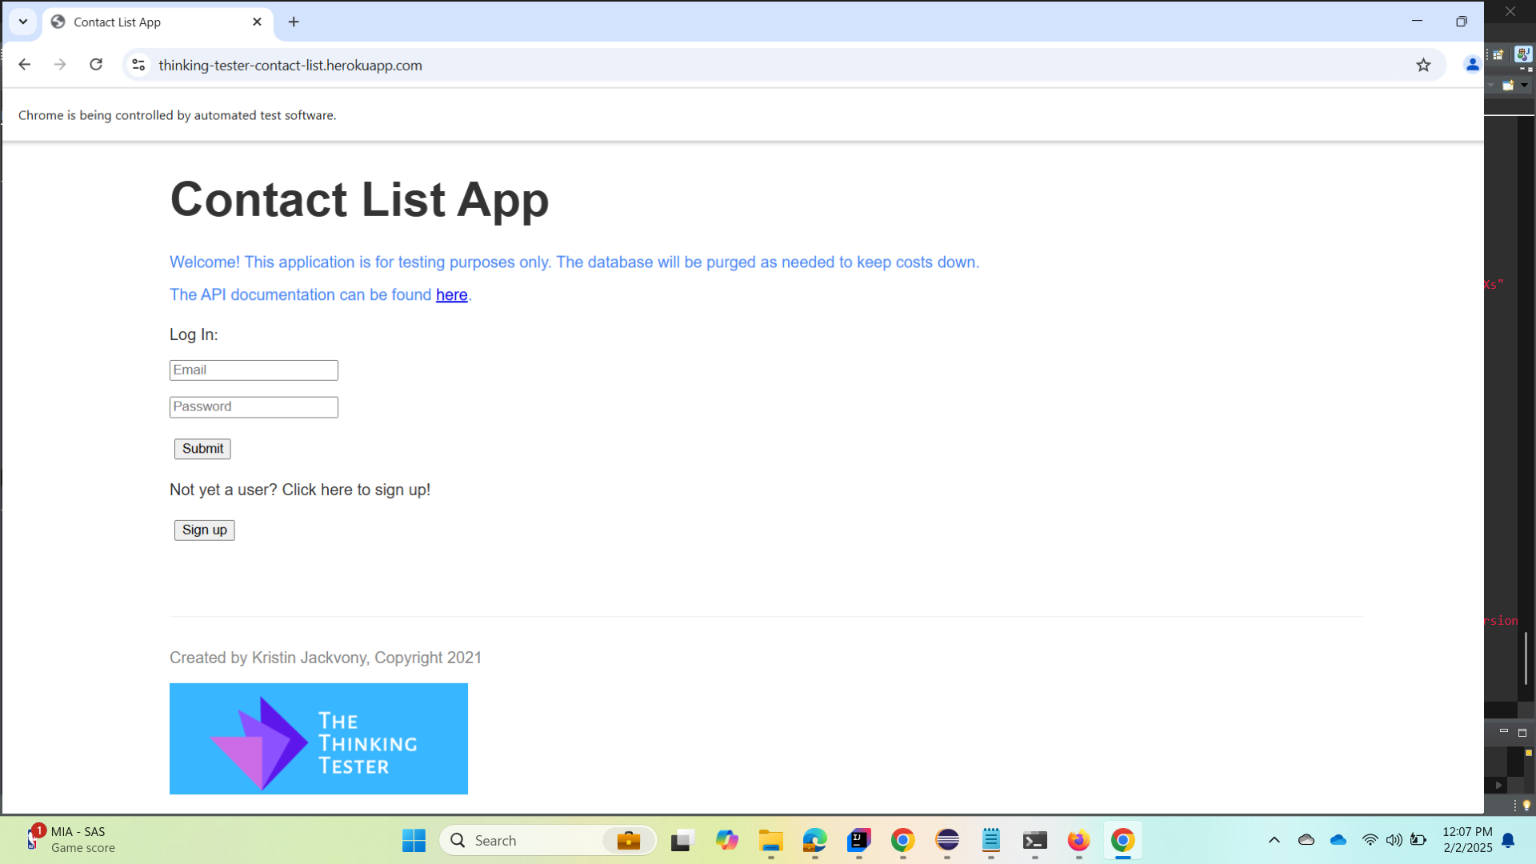 Contact List App
thinking-tester-contact-list.herokuapp.com
Chrome is being controlled by automated test software.
Contact List App
Welcome! This application is for testing purposes only. The database will be purged as needed to keep costs down.
The API documentation can be found here.
Xs"
Log In:
Email
Password
Submit
Not yet a user? Click here to sign up!
Sign up
rsion
Created by Kristin Jackvony, Copyright 2021
THE
THINKING
TESTER
1
MIA - SAS
Game score
Search
12:07 PM
2/2/2025